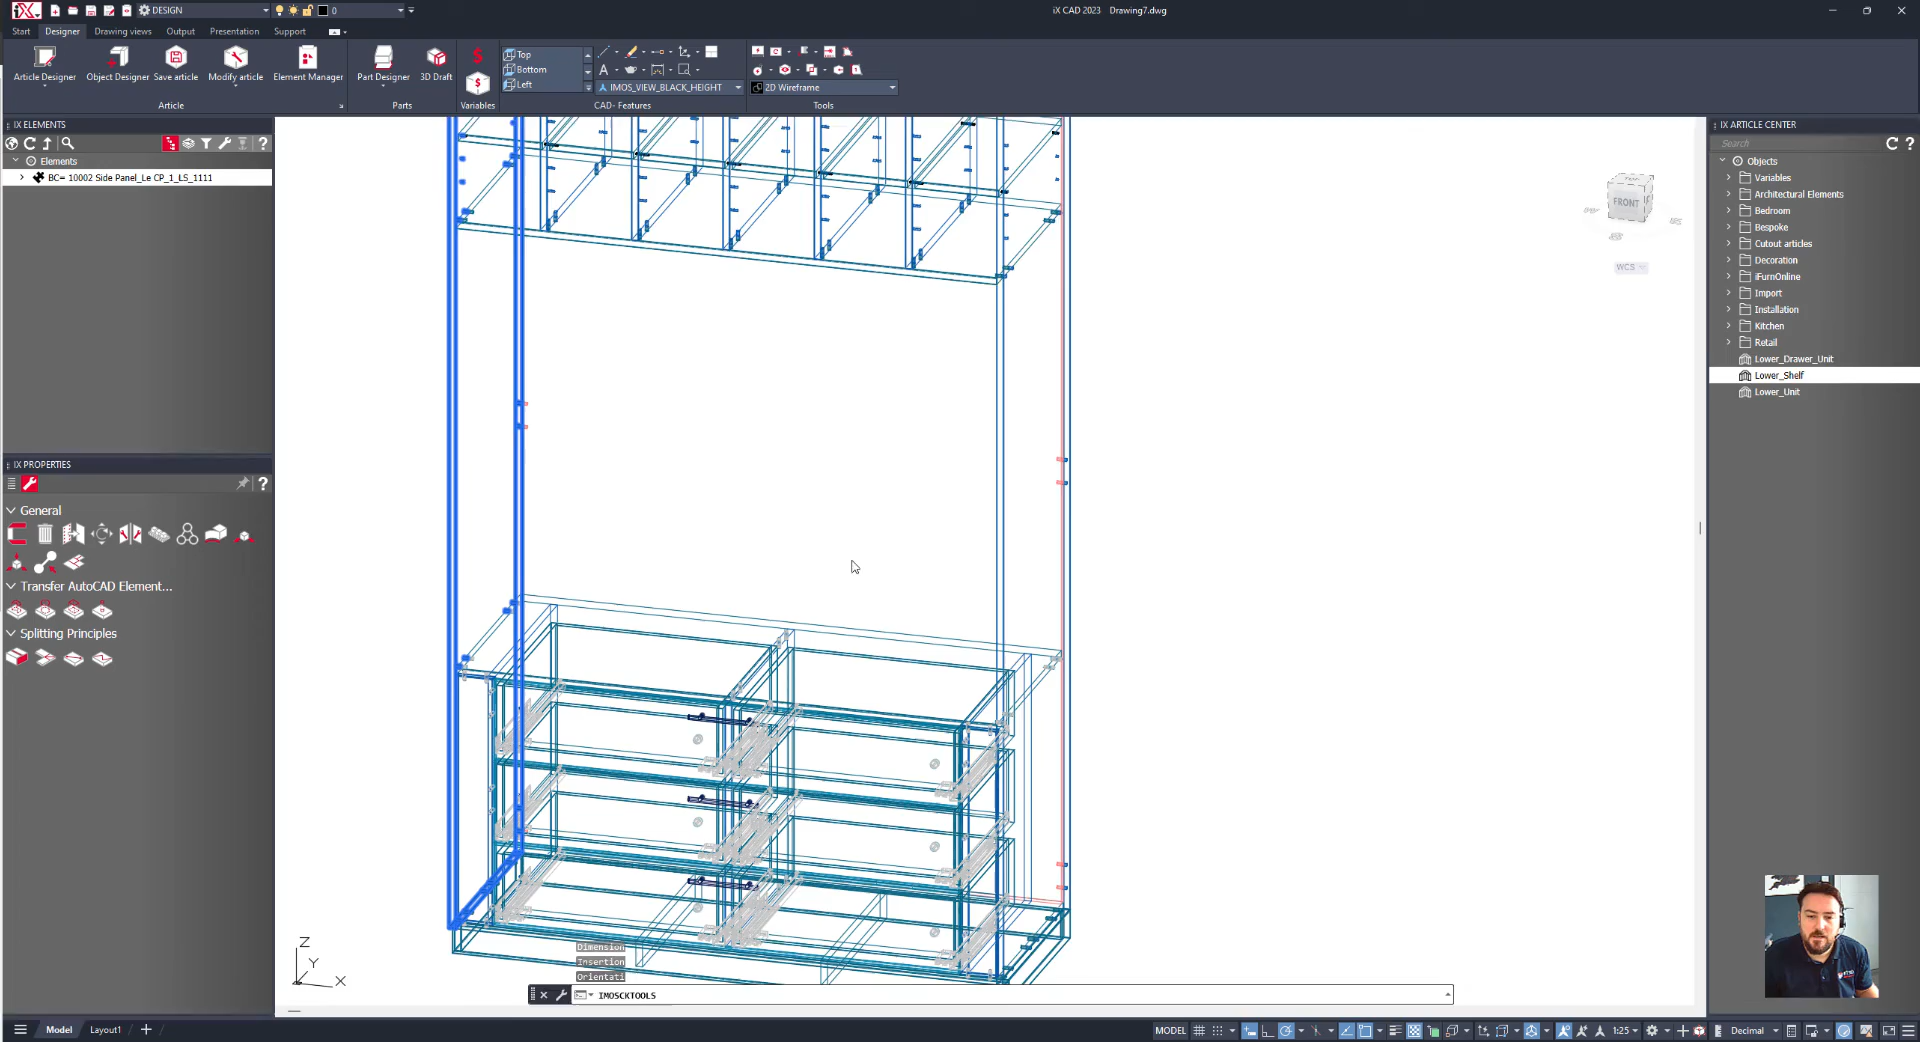 iX
DESIGN
0
iX CAD 2023 Drawing7.dwg
Start Designer Drawing views Output Presentation Support
Article Designer
Object Designer
Save article
Modify article
Element Manager
Part Designer
3D Draft
Top
Bottom
Left
IMOS_VIEW_BLACK_HEIGHT
2D Wireframe
Article Parts Variables CAD- Features Tools
IX ELEMENTS
Elements
BC= 10002 Side Panel_Le CP_1_LS_1111
IX PROPERTIES
General
Transfer AutoCAD Element...
Splitting Principles
TOP
FRONT
WCS
IX ARTICLE CENTER
Search
Objects
Variables
Architectural Elements
Bedroom
Bespoke
Cutout articles
Decoration
iFurnOnline
Import
Installation
Kitchen
Retail
Lower_Drawer_Unit
Lower_Shelf
Lower_Unit
Z
Y
X
Dimension
Insertion
Orientati
IMOSCKTOOLS
Model Layout1
MODEL
1:25
Decimal